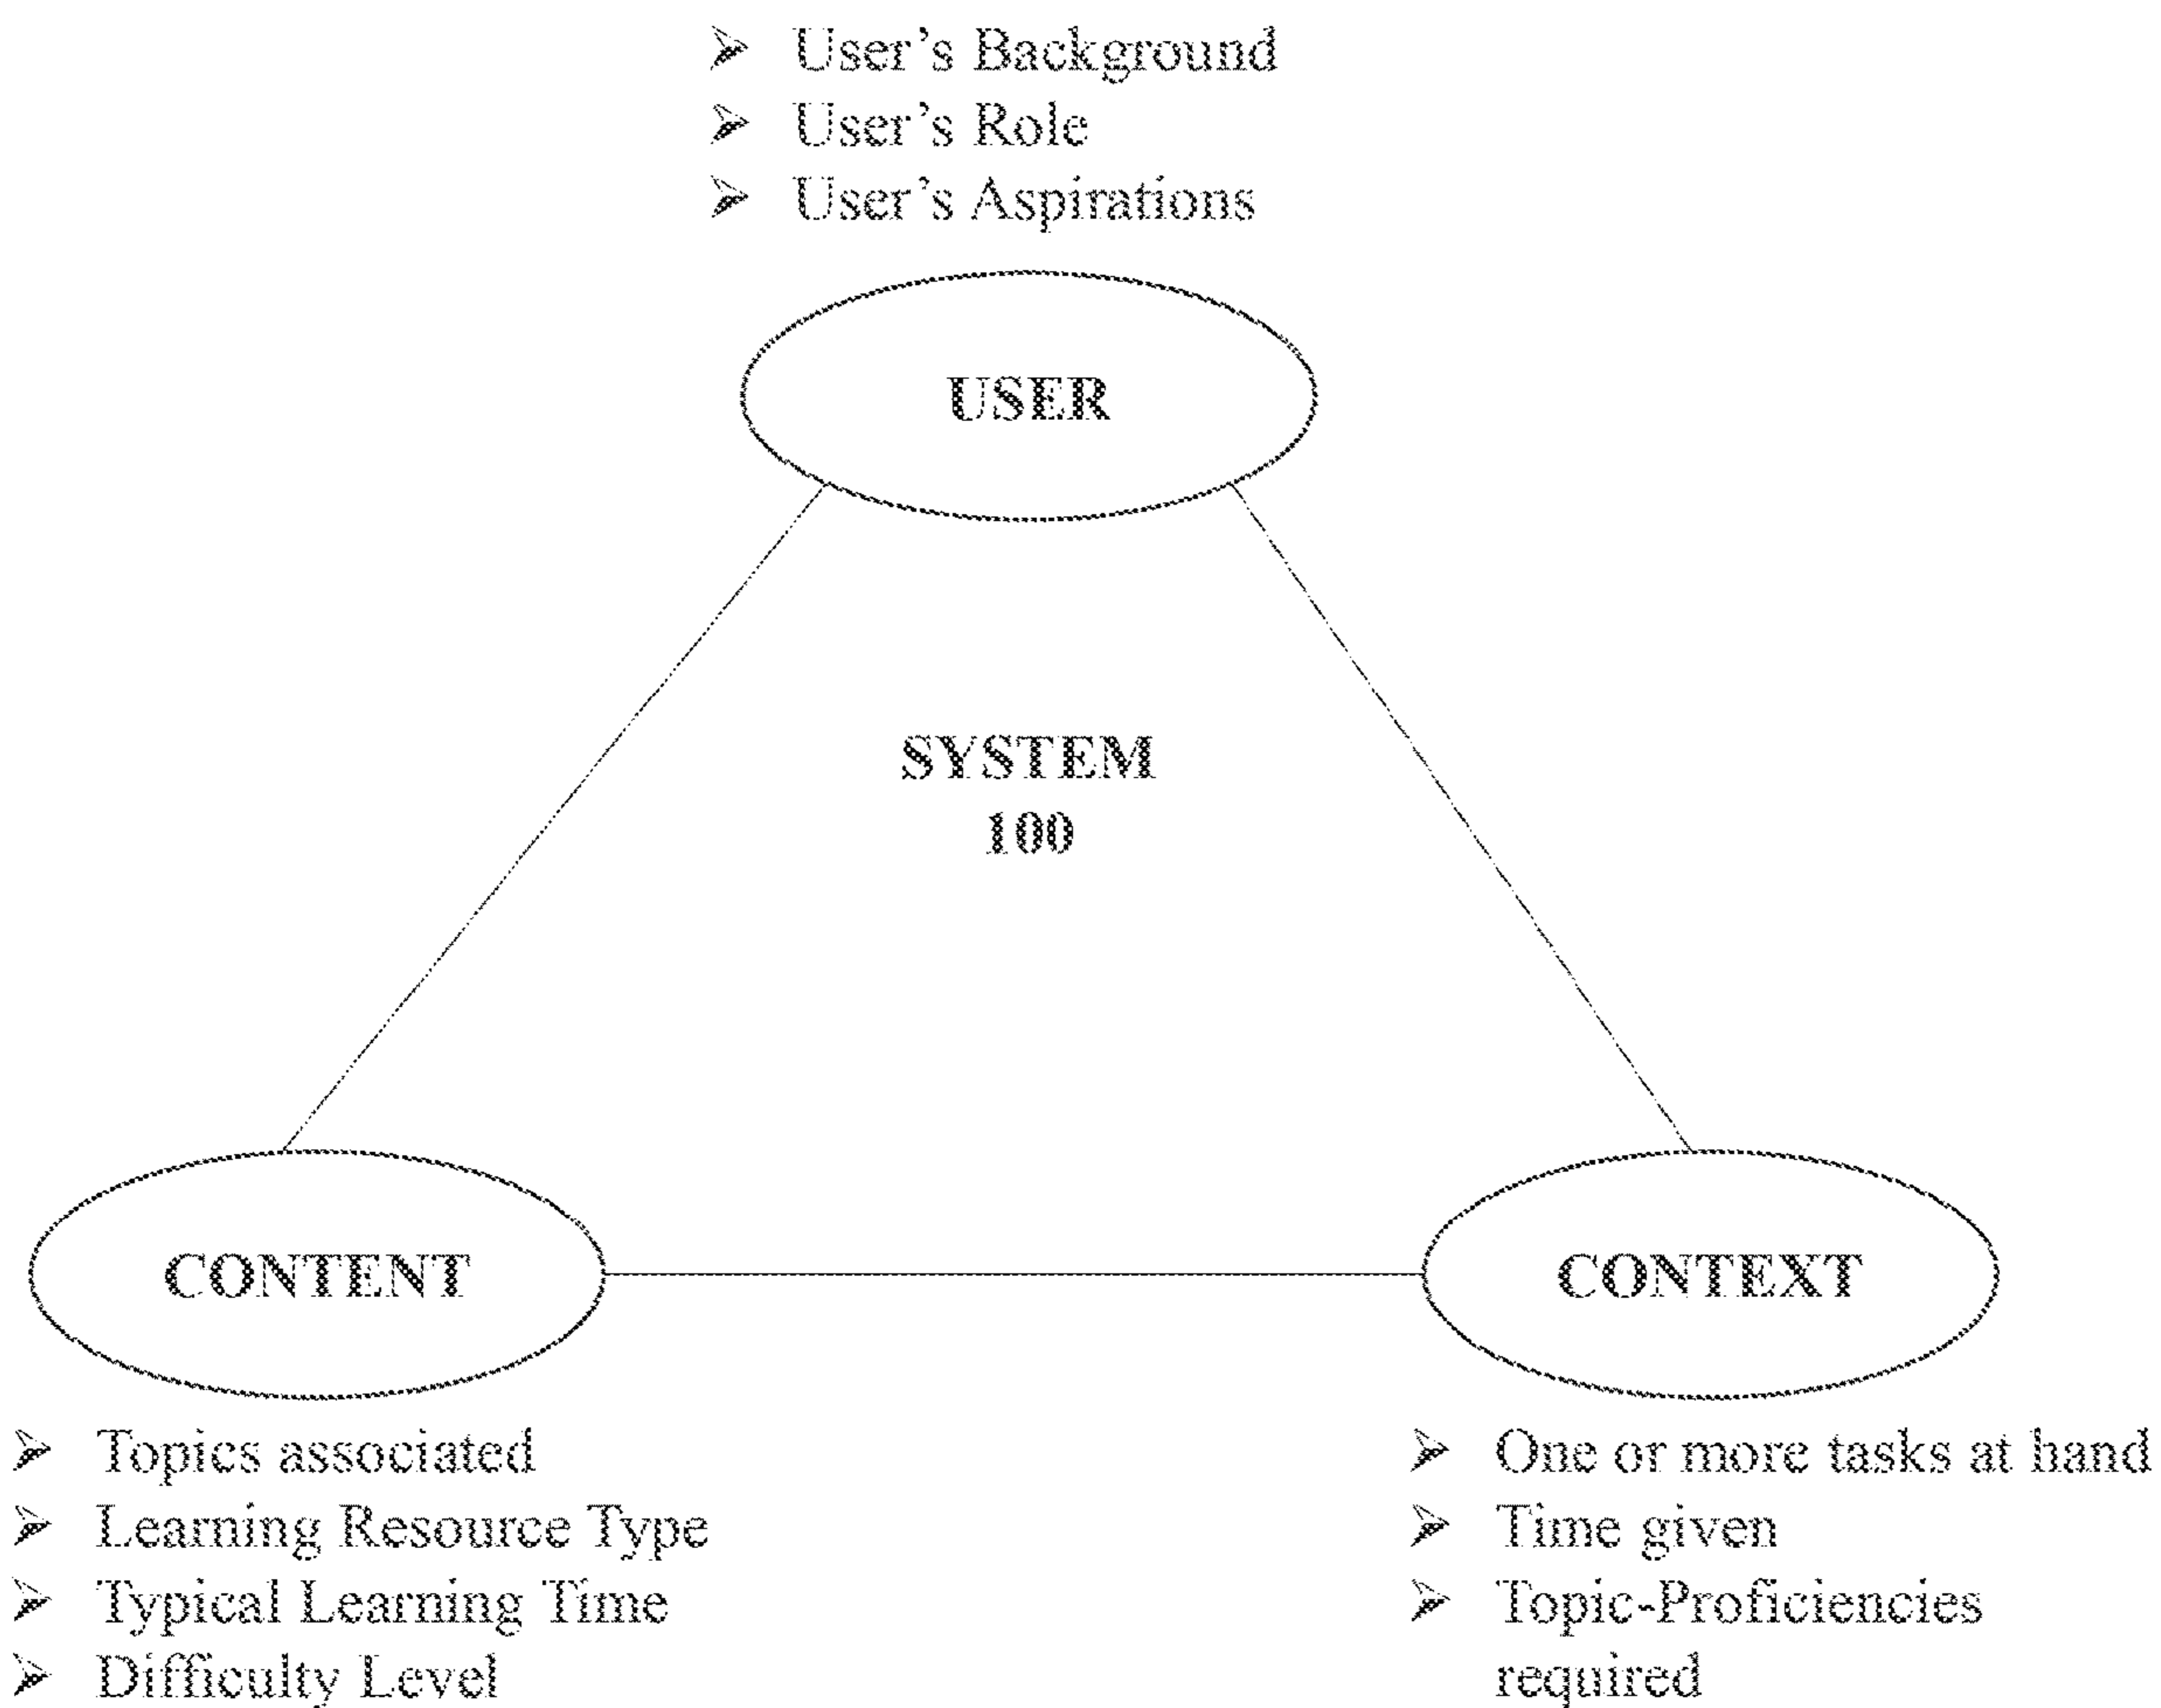 ➢ User's Background
➢ User's Role
➢ User's Aspirations
USER
SYSTEM
100
CONTENT
CONTEXT
➢ Topics associated
➢ Learning Resource Type
➢ Typical Learning Time
➢ Difficulty Level
➢ One or more tasks at hand
➢ Time given
➢ Topic-Proficiencies
required